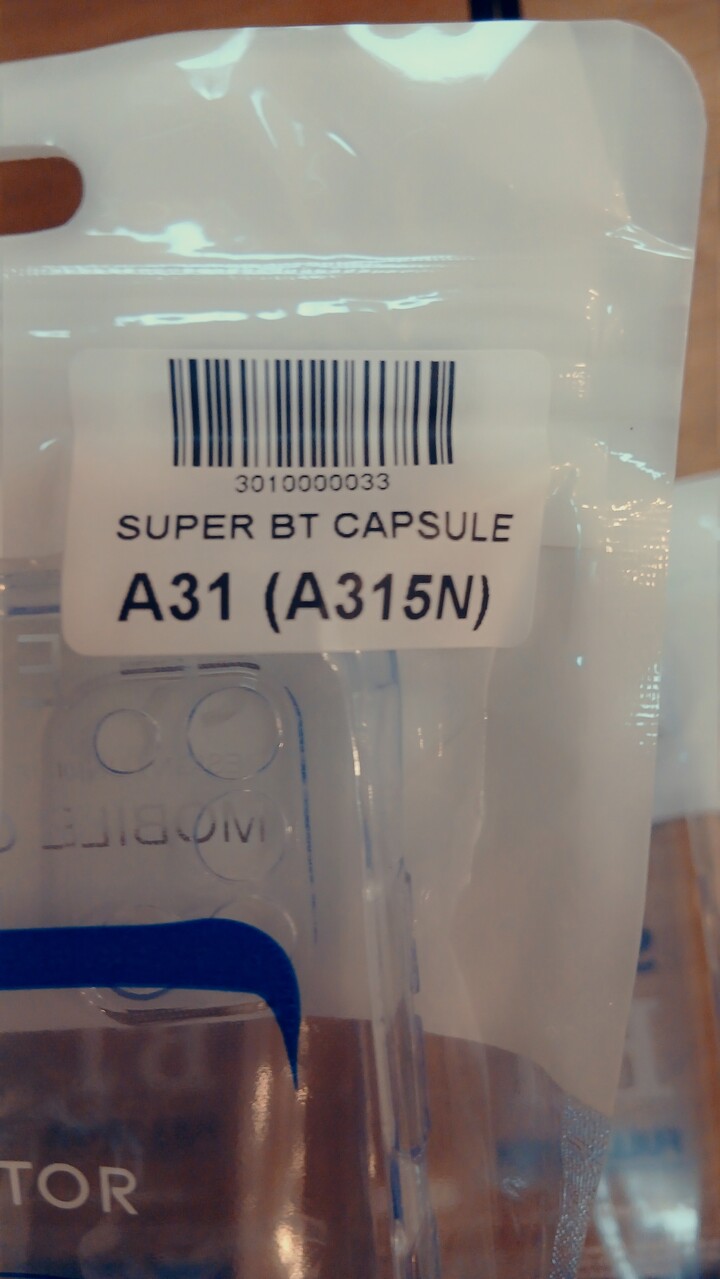 3010000033
SUPER BT CAPSULE
A31 (A315N)
MOBILE
TOR